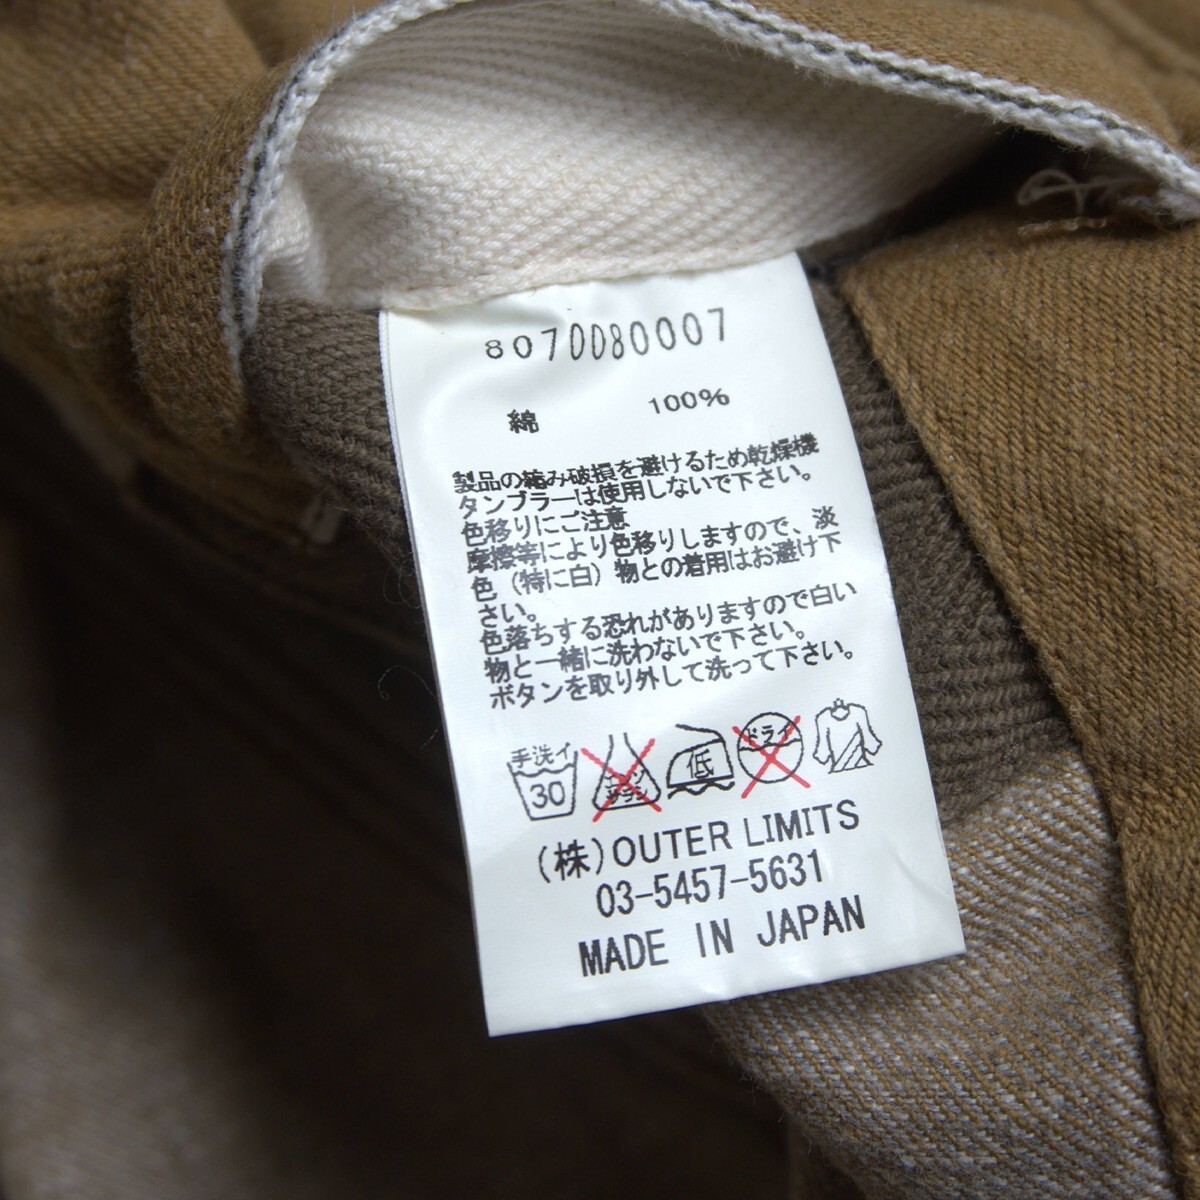 8070080007
綿 100%
製品の縮み破損を避けるため乾燥機
タンブラーは使用しないで下さい。
色移りにご注意
摩擦等により色移りしますので、淡
色（特に白）物との着用はお避け下
さい。
色落ちする恐れがありますので白い
物と一緒に洗わないで下さい。
ボタンを取り外して洗って下さい。
手洗イ
30
エンソ
サラシ
低
ドライ
(株)OUTER LIMITS
03-5457-5631
MADE IN JAPAN